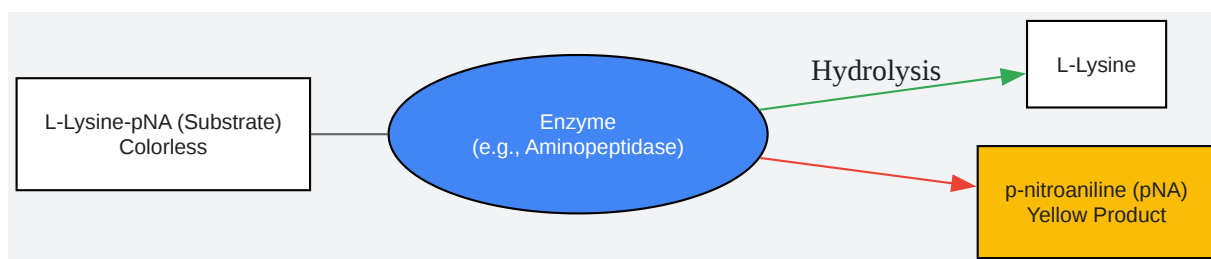 L-Lysine-pNA (Substrate)
Colorless
Enzyme
(e.g., Aminopeptidase)
Hydrolysis
L-Lysine
p-nitroaniline (pNA)
Yellow Product